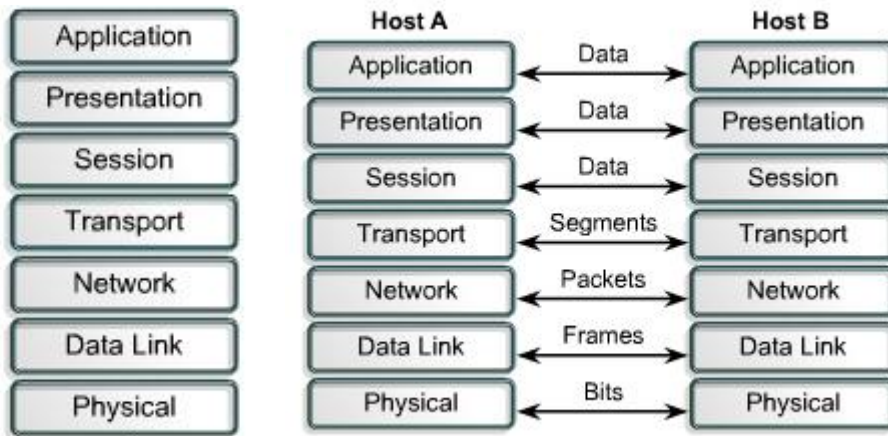 Application
Presentation
Session
Transport
Network
Data Link
Physical
Host A Host B
Application Data Application
Presentation Data Presentation
Session Data Session
Transport Segments Transport
Network Packets Network
Data Link Frames Data Link
Physical Bits Physical